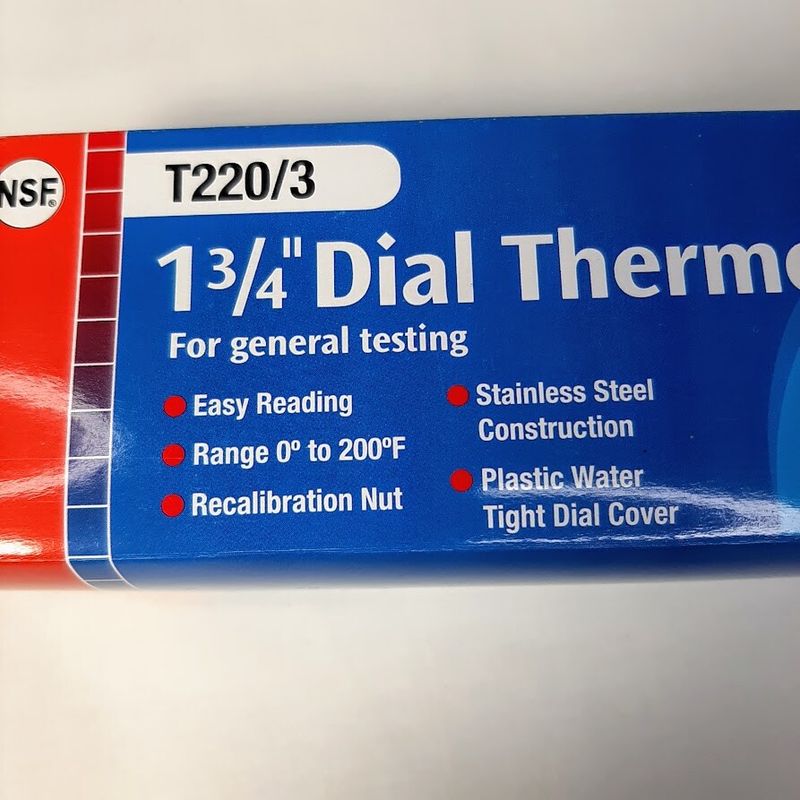 NSF®
T220/3
1 3/4" Dial
For general testing
Easy Reading
Range 0º to 200ºF
Recalibration Nut
Stainless Steel
Construction
Plastic Water
Tight Dial Cover